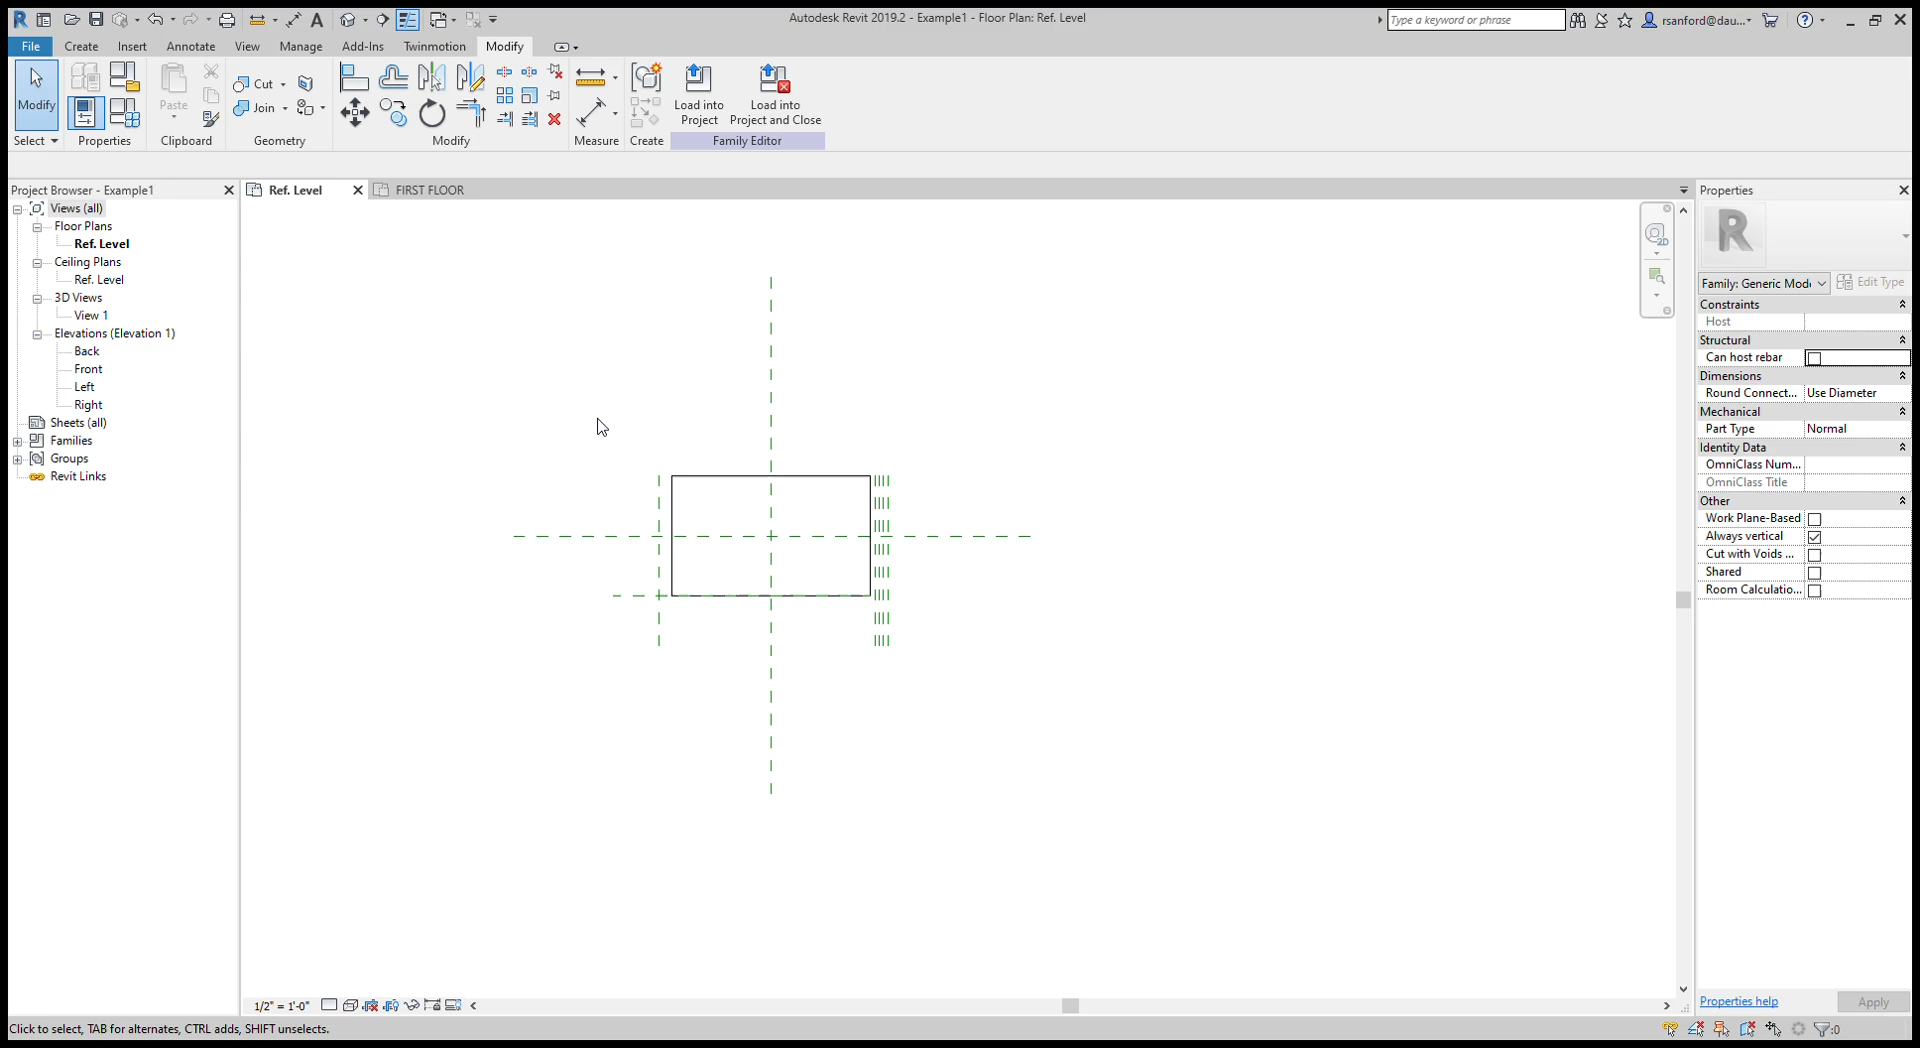 Autodesk Revit 2019.2 - Example1 - Floor Plan: Ref. Level
Type a keyword or phrase
rsanford@dau...
File Create Insert Annotate View Manage Add-Ins Twinmotion Modify
Modify
Paste
Cut
Join
Load into Project
Load into Project and Close
Select Properties Clipboard Geometry Modify Measure Create Family Editor
Project Browser - Example1
Views (all)
Floor Plans
Ref. Level
Ceiling Plans
Ref. Level
3D Views
View 1
Elevations (Elevation 1)
Back
Front
Left
Right
Sheets (all)
Families
Groups
Revit Links
Ref. Level
FIRST FLOOR
2D
Properties
R
Family: Generic Mode
Edit Type
Constraints
Host
Structural
Can host rebar
Dimensions
Round Connect... Use Diameter
Mechanical
Part Type Normal
Identity Data
OmniClass Num...
OmniClass Title
Other
Work Plane-Based
Always vertical
Cut with Voids ...
Shared
Room Calculatio...
Properties help
Apply
1/2" = 1'-0"
Click to select, TAB for alternates, CTRL adds, SHIFT unselects.
:0